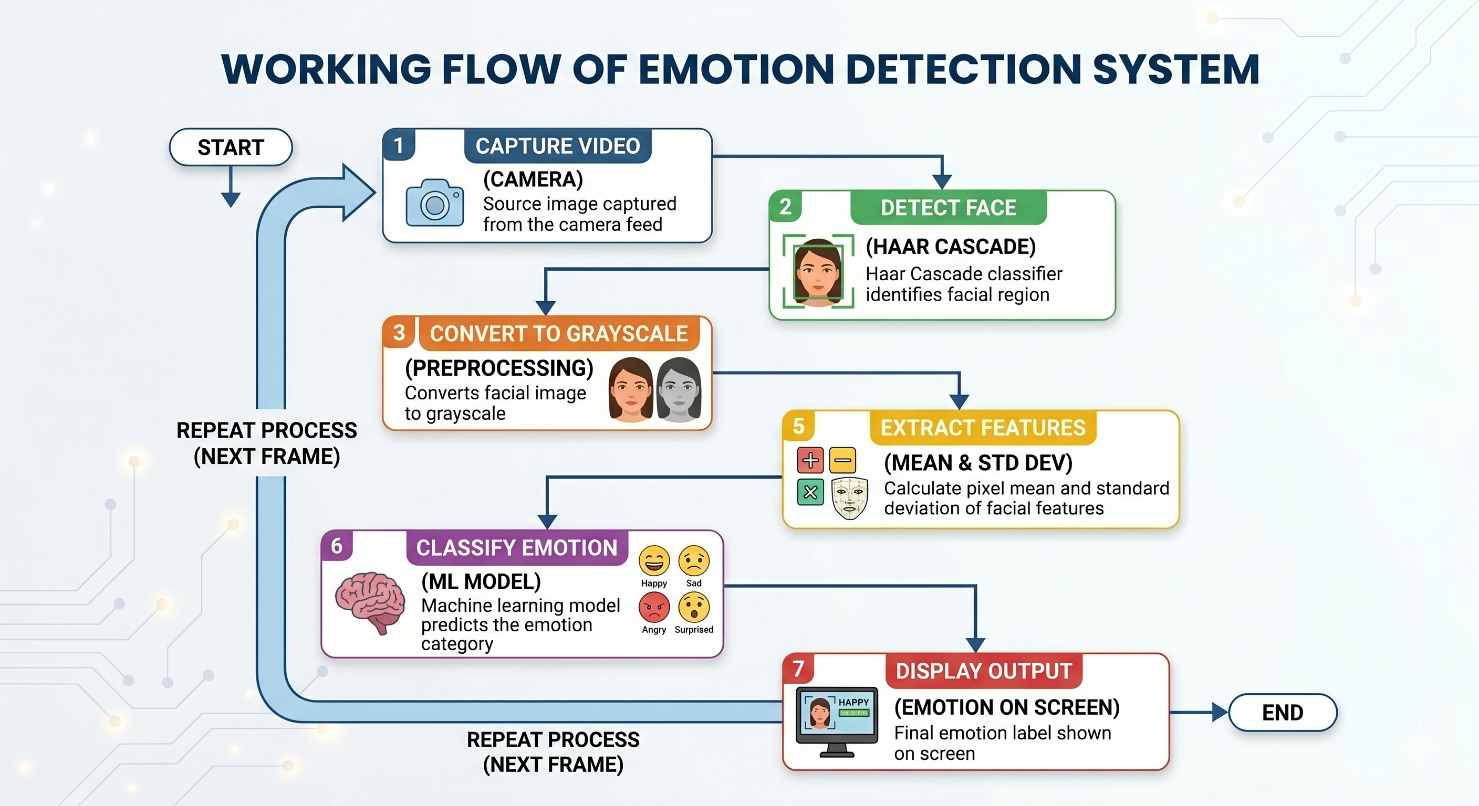 WORKING FLOW OF EMOTION DETECTION SYSTEM
START
1
CAPTURE VIDEO
(CAMERA)
Source image captured
from the camera feed
2
DETECT FACE
(HAAR CASCADE)
Haar Cascade classifier
identifies facial region
3
CONVERT TO GRAYSCALE
(PREPROCESSING)
Converts facial image
to grayscale
5
EXTRACT FEATURES
(MEAN & STD DEV)
Calculate pixel mean and standard
deviation of facial features
6
CLASSIFY EMOTION
(ML MODEL)
Machine learning model
predicts the emotion
category
Happy
Sad
Angry
Surprised
7
DISPLAY OUTPUT
HAPPY
(EMOTION ON SCREEN)
Final emotion label shown
on screen
END
REPEAT PROCESS
(NEXT FRAME)
REPEAT PROCESS
(NEXT FRAME)